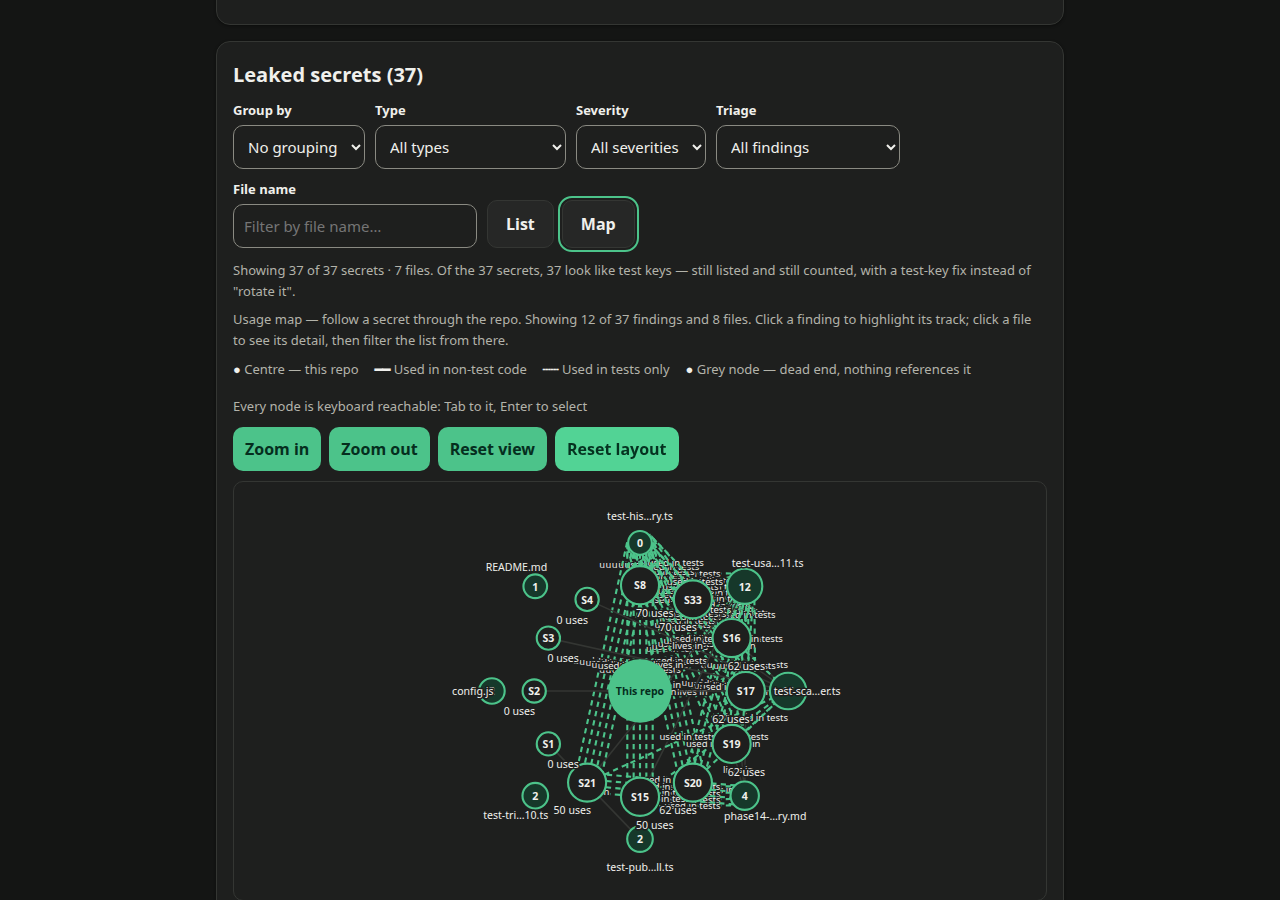 Leaked secrets (37)
Group by Type Severity Triage
No grouping All types All severities All findings
File name
Filter by file name... List Map
Showing 37 of 37 secrets · 7 files. Of the 37 secrets, 37 look like test keys — still listed and still counted, with a test-key fix instead of
"rotate it".
Usage map — follow a secret through the repo. Showing 12 of 37 findings and 8 files. Click a finding to highlight its track; click a file
to see its detail, then filter the list from there.
● Centre — this repo ━━ Used in non-test code ── Used in tests only ● Grey node — dead end, nothing references it
Every node is keyboard reachable: Tab to it, Enter to select
Zoom in Zoom out Reset view Reset layout
test-his...ry.ts
0
README.md test-usa...11.ts
1 S8 12
S4 S33
0 uses 70 uses
70 uses
S3 S16
0 uses 62 uses
config.js S2 This repo S17 test-sca...er.ts
0 uses 62 uses
S1 S19
0 uses 62 uses
S21 S15 S20
2 4
test-tri...10.ts 50 uses 62 uses phase14-...ry.md
50 uses
2
test-pub...ll.ts